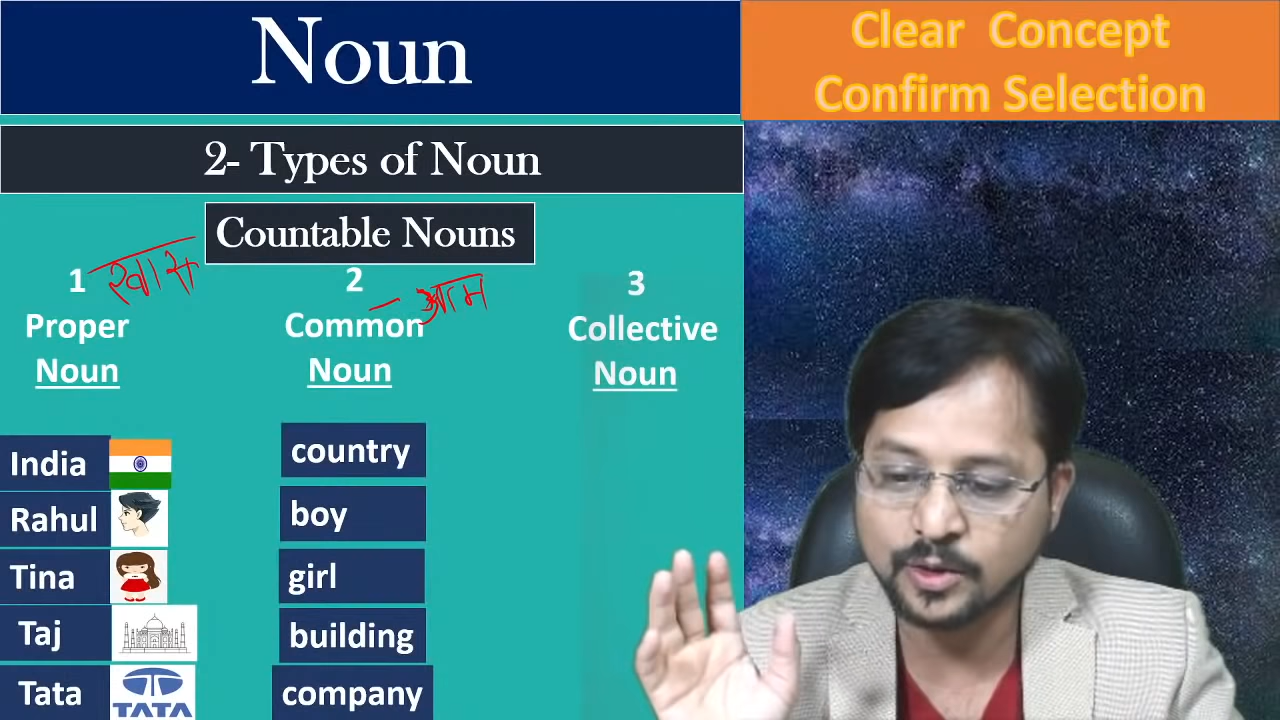 Noun
Clear Concept
Confirm Selection
2- Types of Noun
Countable Nouns
1 खास
2 - आम
3
Proper
Noun
Common
Noun
Collective
Noun
India
country
Rahul
boy
Tina
girl
Taj
building
Tata
TATA
company